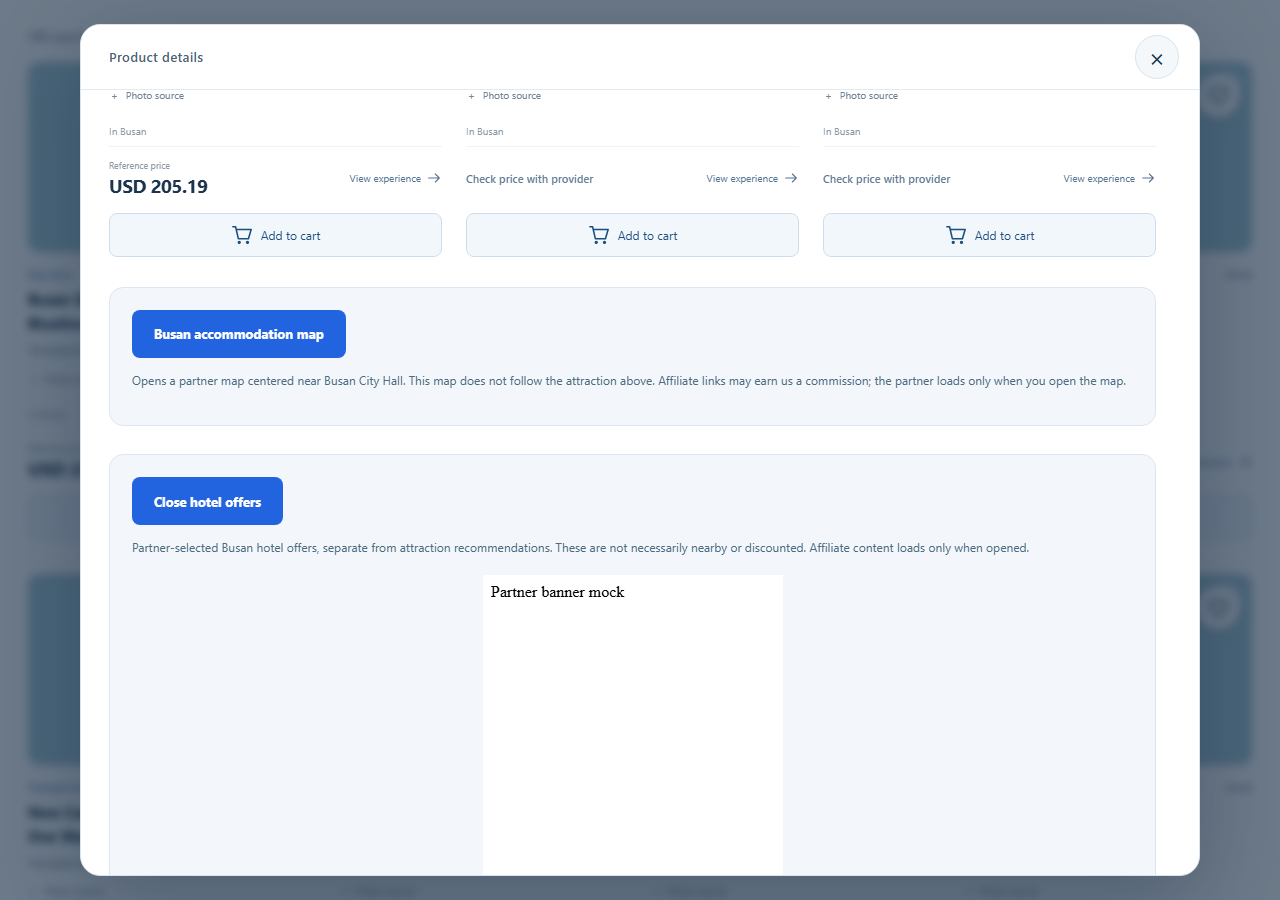 Product details
+ Photo source
+ Photo source
+ Photo source
In Busan
In Busan
In Busan
Reference price
USD 205.19
View experience
Check price with provider
View experience
Check price with provider
View experience
Add to cart
Add to cart
Add to cart
Busan accommodation map
Opens a partner map centered near Busan City Hall. This map does not follow the attraction above. Affiliate links may earn us a commission; the partner loads only when you open the map.
Close hotel offers
Partner-selected Busan hotel offers, separate from attraction recommendations. These are not necessarily nearby or discounted. Affiliate content loads only when opened.
Partner banner mock